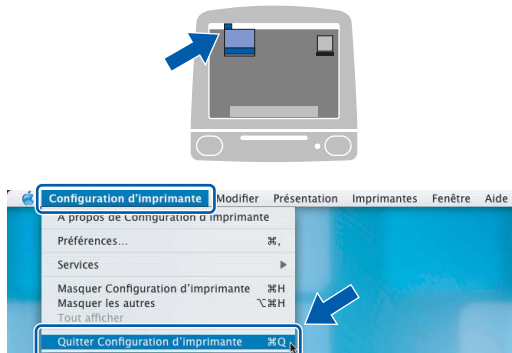 Configuration d'imprimante Modifier Présentation Imprimantes Fenêtre Aide
A propos de Configuration d'imprimante
Préférences... ⌘,
Services ▶
Masquer Configuration d'imprimante ⌘H
Masquer les autres ⌥⌘H
Tout afficher
Quitter Configuration d'imprimante ⌘Q